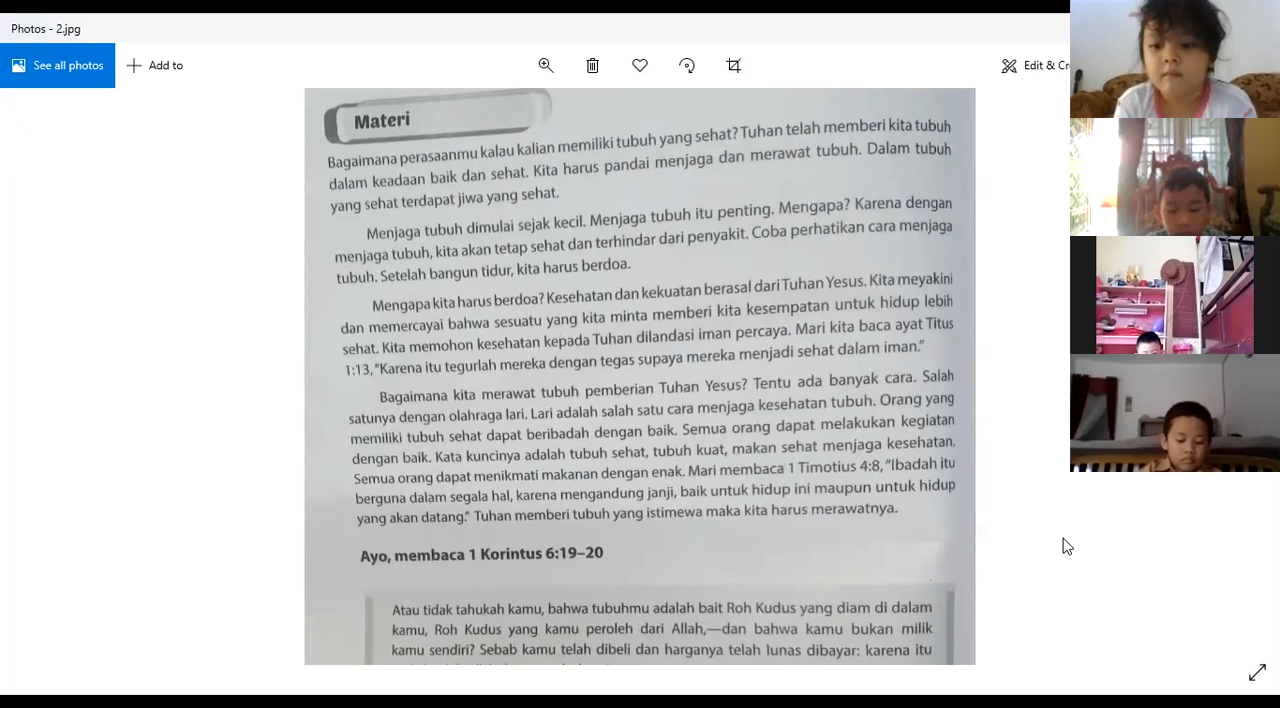 Photos - 2.jpg
See all photos
Add to
Edit & Cr
Materi
Bagaimana perasaanmu kalau kalian memiliki tubuh yang sehat? Tuhan telah memberi kita tubuh
dalam keadaan baik dan sehat. Kita harus pandai menjaga dan merawat tubuh. Dalam tubuh
yang sehat terdapat jiwa yang sehat.
Menjaga tubuh dimulai sejak kecil. Menjaga tubuh itu penting. Mengapa? Karena dengan
menjaga tubuh, kita akan tetap sehat dan terhindar dari penyakit. Coba perhatikan cara menjaga
tubuh. Setelah bangun tidur, kita harus berdoa.
Mengapa kita harus berdoa? Kesehatan dan kekuatan berasal dari Tuhan Yesus. Kita meyakini
dan memercayai bahwa sesuatu yang kita minta memberi kita kesempatan untuk hidup lebih
sehat. Kita memohon kesehatan kepada Tuhan dilandasi iman percaya. Mari kita baca ayat Titus
1:13, “Karena itu tegurlah mereka dengan tegas supaya mereka menjadi sehat dalam iman.”
Bagaimana kita merawat tubuh pemberian Tuhan Yesus? Tentu ada banyak cara. Salah
satunya dengan olahraga lari. Lari adalah salah satu cara menjaga kesehatan tubuh. Orang yang
memiliki tubuh sehat dapat beribadah dengan baik. Semua orang dapat melakukan kegiatan
dengan baik. Kata kuncinya adalah tubuh sehat, tubuh kuat, makan sehat menjaga kesehatan.
Semua orang dapat menikmati makanan dengan enak. Mari membaca 1 Timotius 4:8, “Ibadah itu
berguna dalam segala hal, karena mengandung janji, baik untuk hidup ini maupun untuk hidup
yang akan datang.” Tuhan memberi tubuh yang istimewa maka kita harus merawatnya.
Ayo, membaca 1 Korintus 6:19–20
Atau tidak tahukah kamu, bahwa tubuhmu adalah bait Roh Kudus yang diam di dalam
kamu, Roh Kudus yang kamu peroleh dari Allah,—dan bahwa kamu bukan milik
kamu sendiri? Sebab kamu telah dibeli dan harganya telah lunas dibayar: karena itu